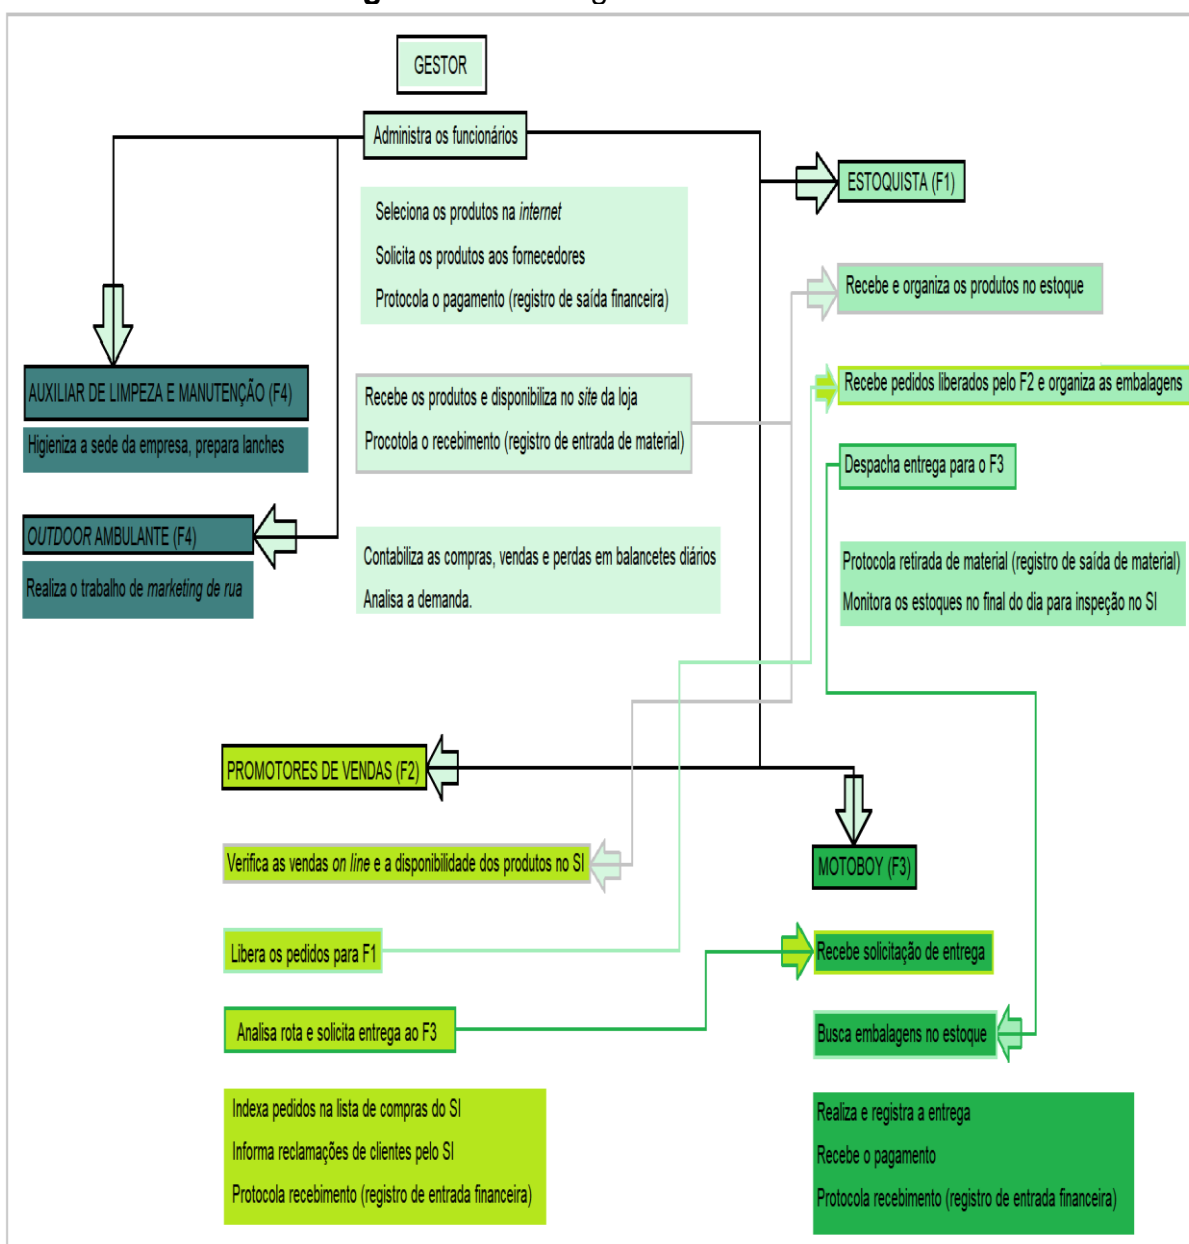 GESTOR
Administra os funcionários
Seleciona os produtos na internet
Solicita os produtos aos fornecedores
Protocola o pagamento (registro de saída financeira)
Recebe os produtos e disponibiliza no site da loja
Procotola o recebimento (registro de entrada de material)
Contabiliza as compras, vendas e perdas em balancetes diários
Analisa a demanda.
AUXILIAR DE LIMPEZA E MANUTENÇÃO (F4)
Higieniza a sede da empresa, prepara lanches
OUTDOOR AMBULANTE (F4)
Realiza o trabalho de marketing de rua
ESTOQUISTA (F1)
Recebe e organiza os produtos no estoque
Recebe pedidos liberados pelo F2 e organiza as embalagens
Despacha entrega para o F3
Protocola retirada de material (registro de saída de material)
Monitora os estoques no final do dia para inspeção no SI
PROMOTORES DE VENDAS (F2)
Verifica as vendas on line e a disponibilidade dos produtos no SI
Libera os pedidos para F1
Analisa rota e solicita entrega ao F3
Indexa pedidos na lista de compras do SI
Informa reclamações de clientes pelo SI
Protocola recebimento (registro de entrada financeira)
MOTOBOY (F3)
Recebe solicitação de entrega
Busca embalagens no estoque
Realiza e registra a entrega
Recebe o pagamento
Protocola recebimento (registro de entrada financeira)